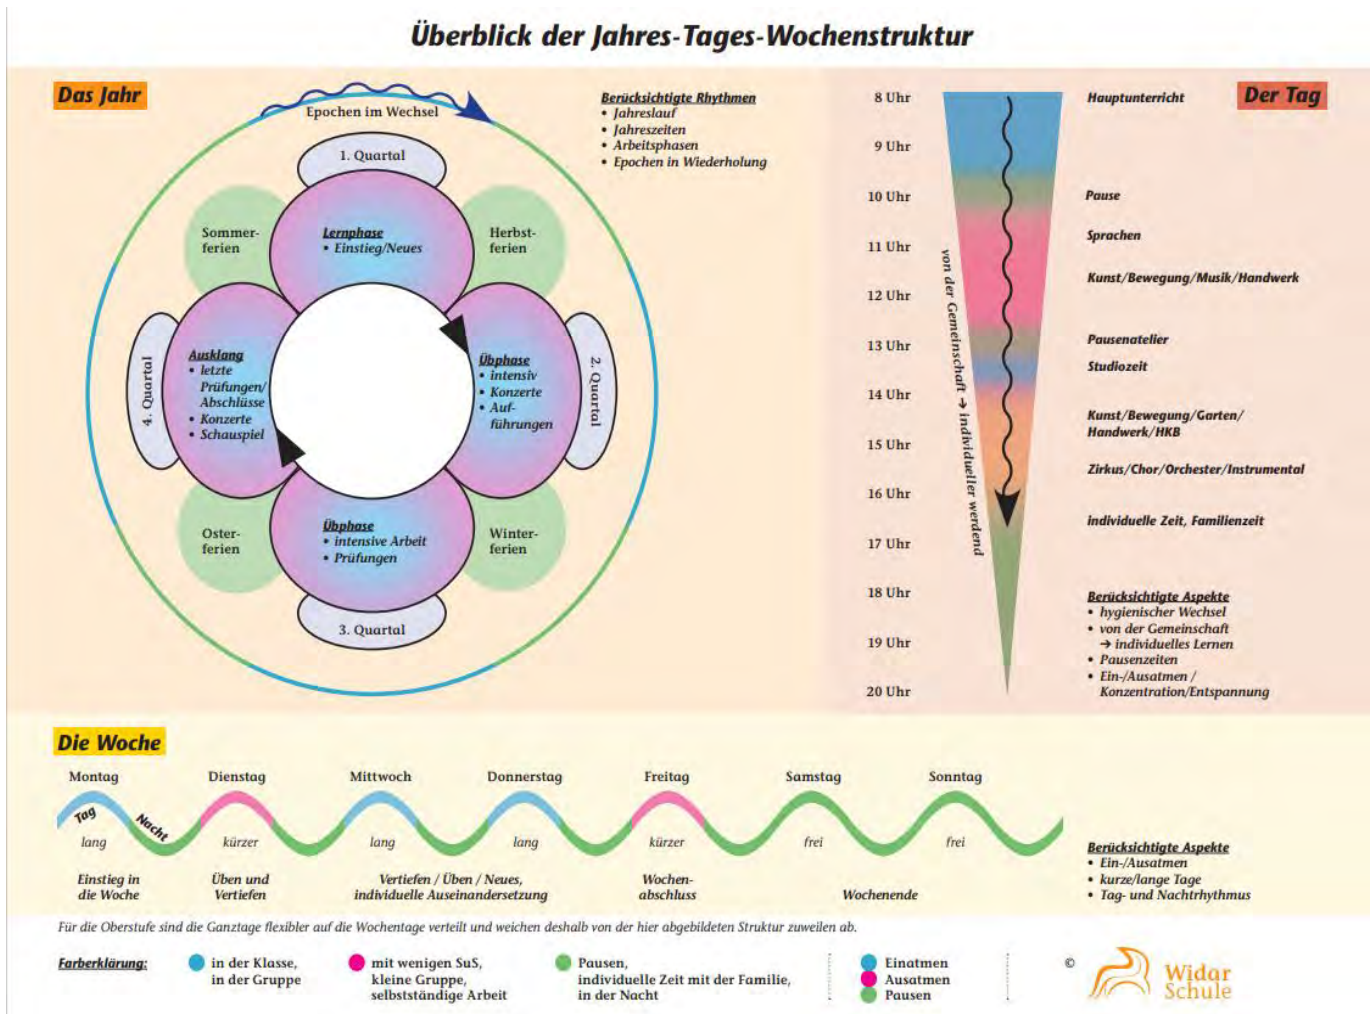 Überblick der Jahres-Tages-Wochenstruktur
Das Jahr
Epochen im Wechsel
1. Quartal
Sommer-
ferien
Lernphase
• Einstieg/Neues
Herbst-
ferien
4. Quartal
Ausklang
• letzte
Prüfungen/
Abschlüsse
• Konzerte
• Schauspiel
Übphase
• intensiv
• Konzerte
• Auf-
führungen
2. Quartal
Oster-
ferien
Übphase
• intensive Arbeit
• Prüfungen
Winter-
ferien
3. Quartal
Berücksichtigte Rhythmen
• Jahreslauf
• Jahreszeiten
• Arbeitsphasen
• Epochen in Wiederholung
Der Tag
8 Uhr
9 Uhr
10 Uhr
11 Uhr
12 Uhr
13 Uhr
14 Uhr
15 Uhr
16 Uhr
17 Uhr
18 Uhr
19 Uhr
20 Uhr
von der Gemeinschaft → individueller werdend
Hauptunterricht
Pause
Sprachen
Kunst/Bewegung/Musik/Handwerk
Pausenatelier
Studiozeit
Kunst/Bewegung/Garten/
Handwerk/HKB
Zirkus/Chor/Orchester/Instrumental
individuelle Zeit, Familienzeit
Berücksichtigte Aspekte
• hygienischer Wechsel
• von der Gemeinschaft
→ individuelles Lernen
• Pausenzeiten
• Ein-/Ausatmen /
Konzentration/Entspannung
Die Woche
Montag Dienstag Mittwoch Donnerstag Freitag Samstag Sonntag
Tag Nacht
lang kürzer lang lang kürzer frei frei
Einstieg in
die Woche
Üben und
Vertiefen
Vertiefen / Üben / Neues,
individuelle Auseinandersetzung
Wochen-
abschluss
Wochenende
Berücksichtigte Aspekte
• Ein-/Ausatmen
• kurze/lange Tage
• Tag- und Nachtrhythmus
Für die Oberstufe sind die Ganztage flexibler auf die Wochentage verteilt und weichen deshalb von der hier abgebildeten Struktur zuweilen ab.
Farberklärung:
in der Klasse,
in der Gruppe
mit wenigen SuS,
kleine Gruppe,
selbstständige Arbeit
Pausen,
individuelle Zeit mit der Familie,
in der Nacht
Einatmen
Ausatmen
Pausen
©
Widar
Schule